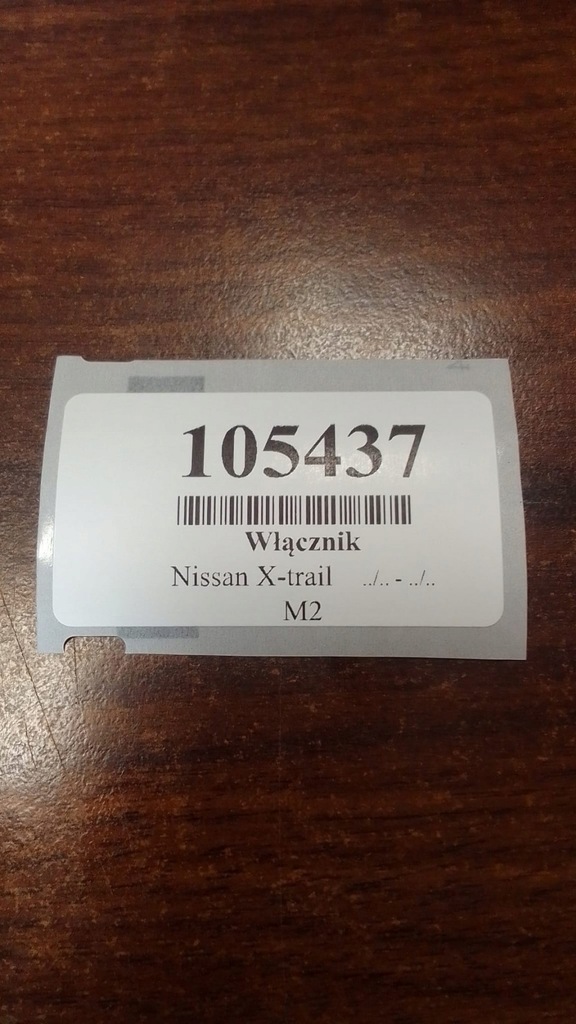 105437
Włącznik
Nissan X-trail ../.. - ../..
M2